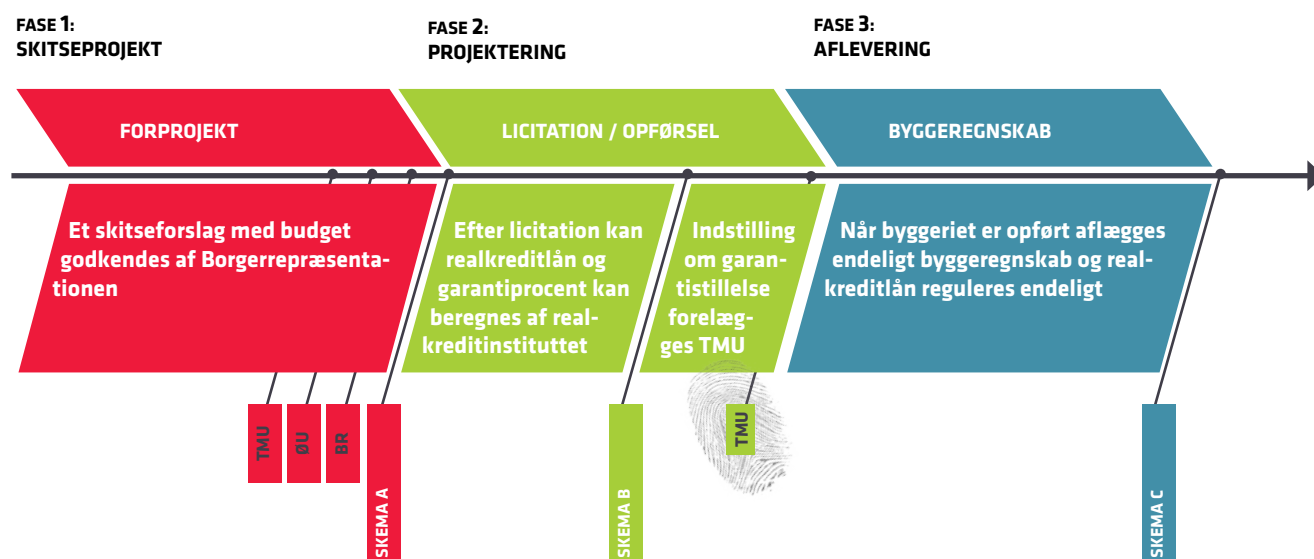 FASE 1:
SKITSEPROJEKT
FASE 2:
PROJEKTERING
FASE 3:
AFLEVERING
FORPROJEKT
LICITATION / OPFØRSEL
BYGGEREGNSKAB
Et skitseforslag med budget
godkendes af Borgerrepræsenta-
tionen
Efter licitation kan
realkreditlån og
garantiprocent kan
beregnes af real-
kreditinstituttet
Indstilling
om garan-
tistillelse
forelæg-
ges TMU
Når byggeriet er opført aflægges
endeligt byggeregnskab og real-
kreditlån reguleres endeligt
TMU
ØU
BR
SKEMA A
SKEMA B
TMU
SKEMA C